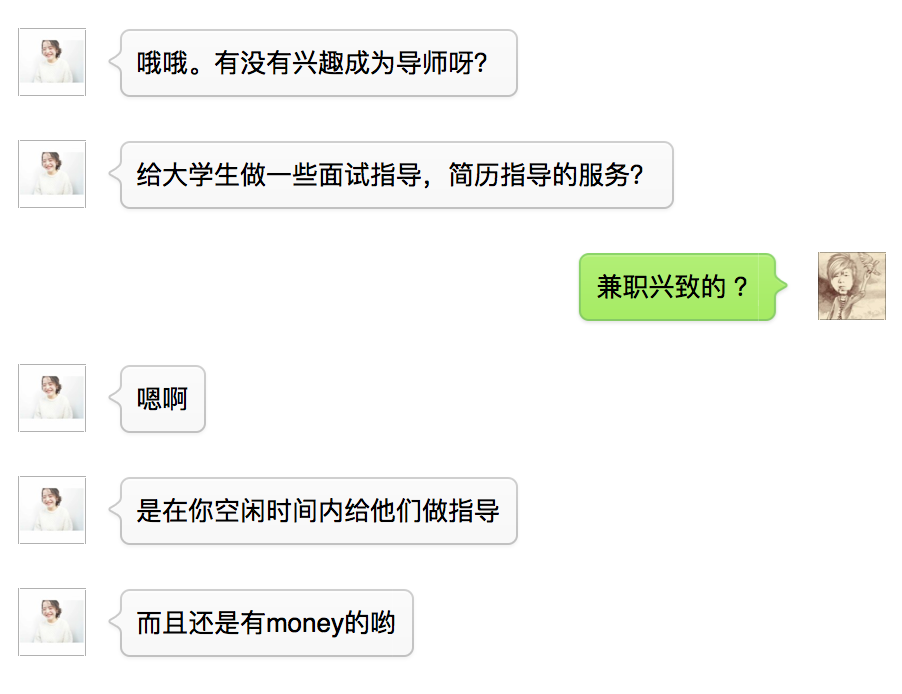 哦哦。有没有兴趣成为导师呀？
给大学生做一些面试指导，简历指导的服务？
兼职兴致的？
嗯啊
是在你空闲时间内给他们做指导
而且还是有money的哟